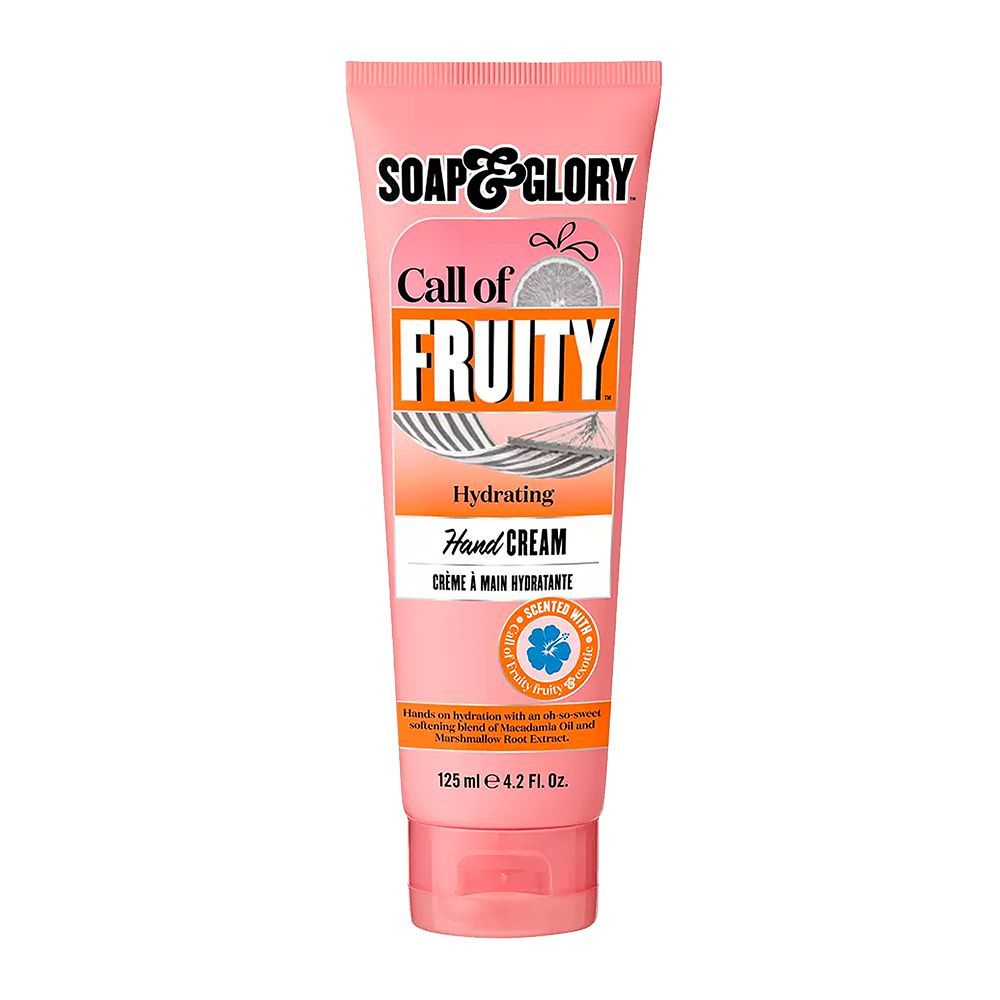 SOAP&GLORY™
Call of
FRUITY™
Hydrating
Hand CREAM
CRÈME À MAIN HYDRATANTE
SCENTED WITH
Call of Fruity fruity & exotic
Hands on hydration with an oh-so-sweet
softening blend of Macadamia Oil and
Marshmallow Root Extract.
125 ml ℮ 4.2 Fl. Oz.